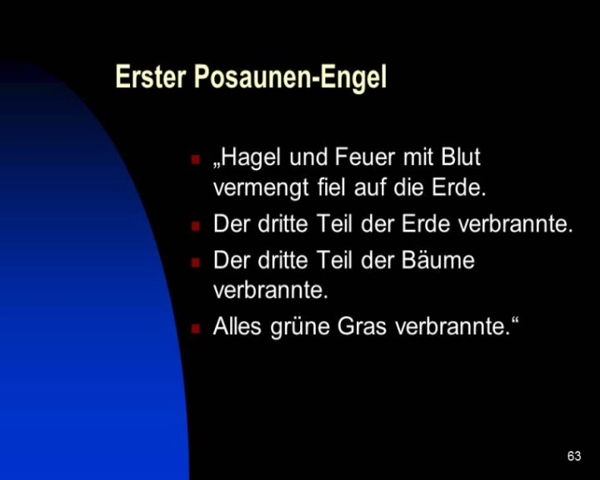 Erster Posaunen-Engel
„Hagel und Feuer mit Blut
vermengt fiel auf die Erde.
Der dritte Teil der Erde verbrannte.
Der dritte Teil der Bäume
verbrannte.
Alles grüne Gras verbrannte.“
63